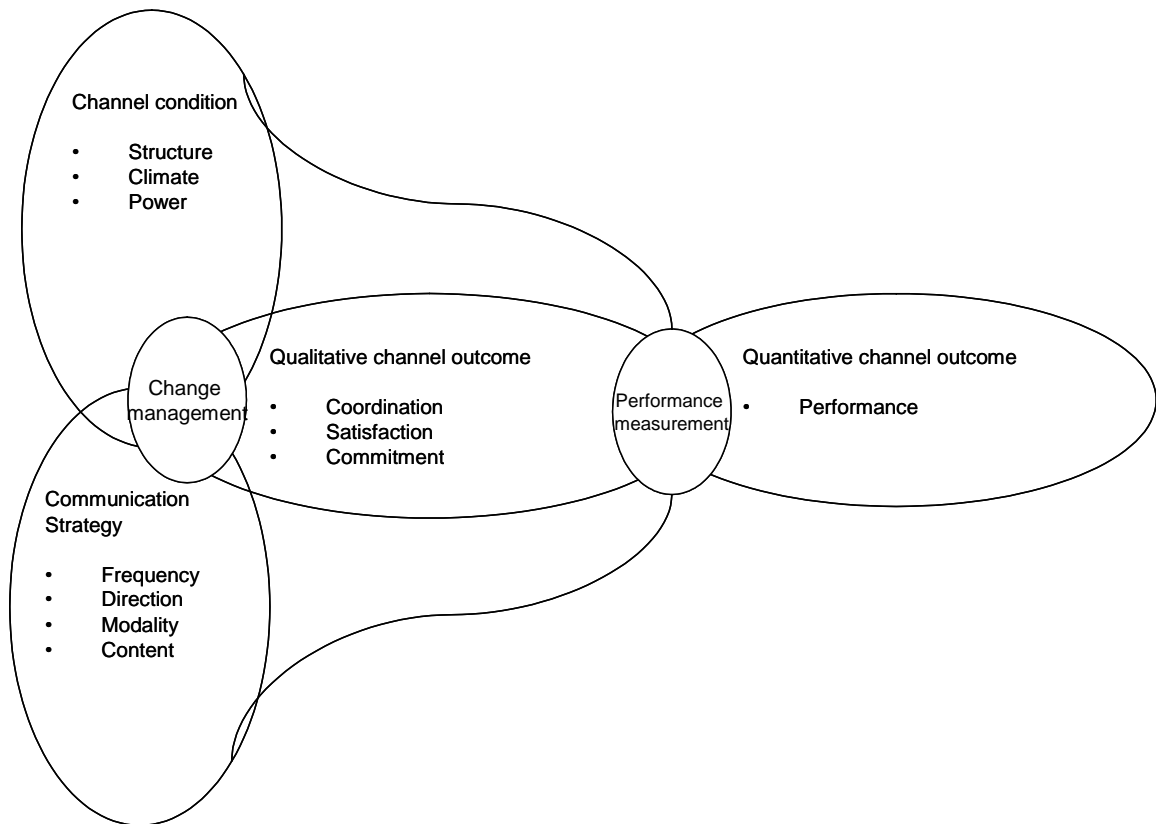 Channel condition
• Structure
• Climate
• Power
Change
management
Qualitative channel outcome
• Coordination
• Satisfaction
• Commitment
Performance
measurement
Quantitative channel outcome
• Performance
Communication
Strategy
• Frequency
• Direction
• Modality
• Content